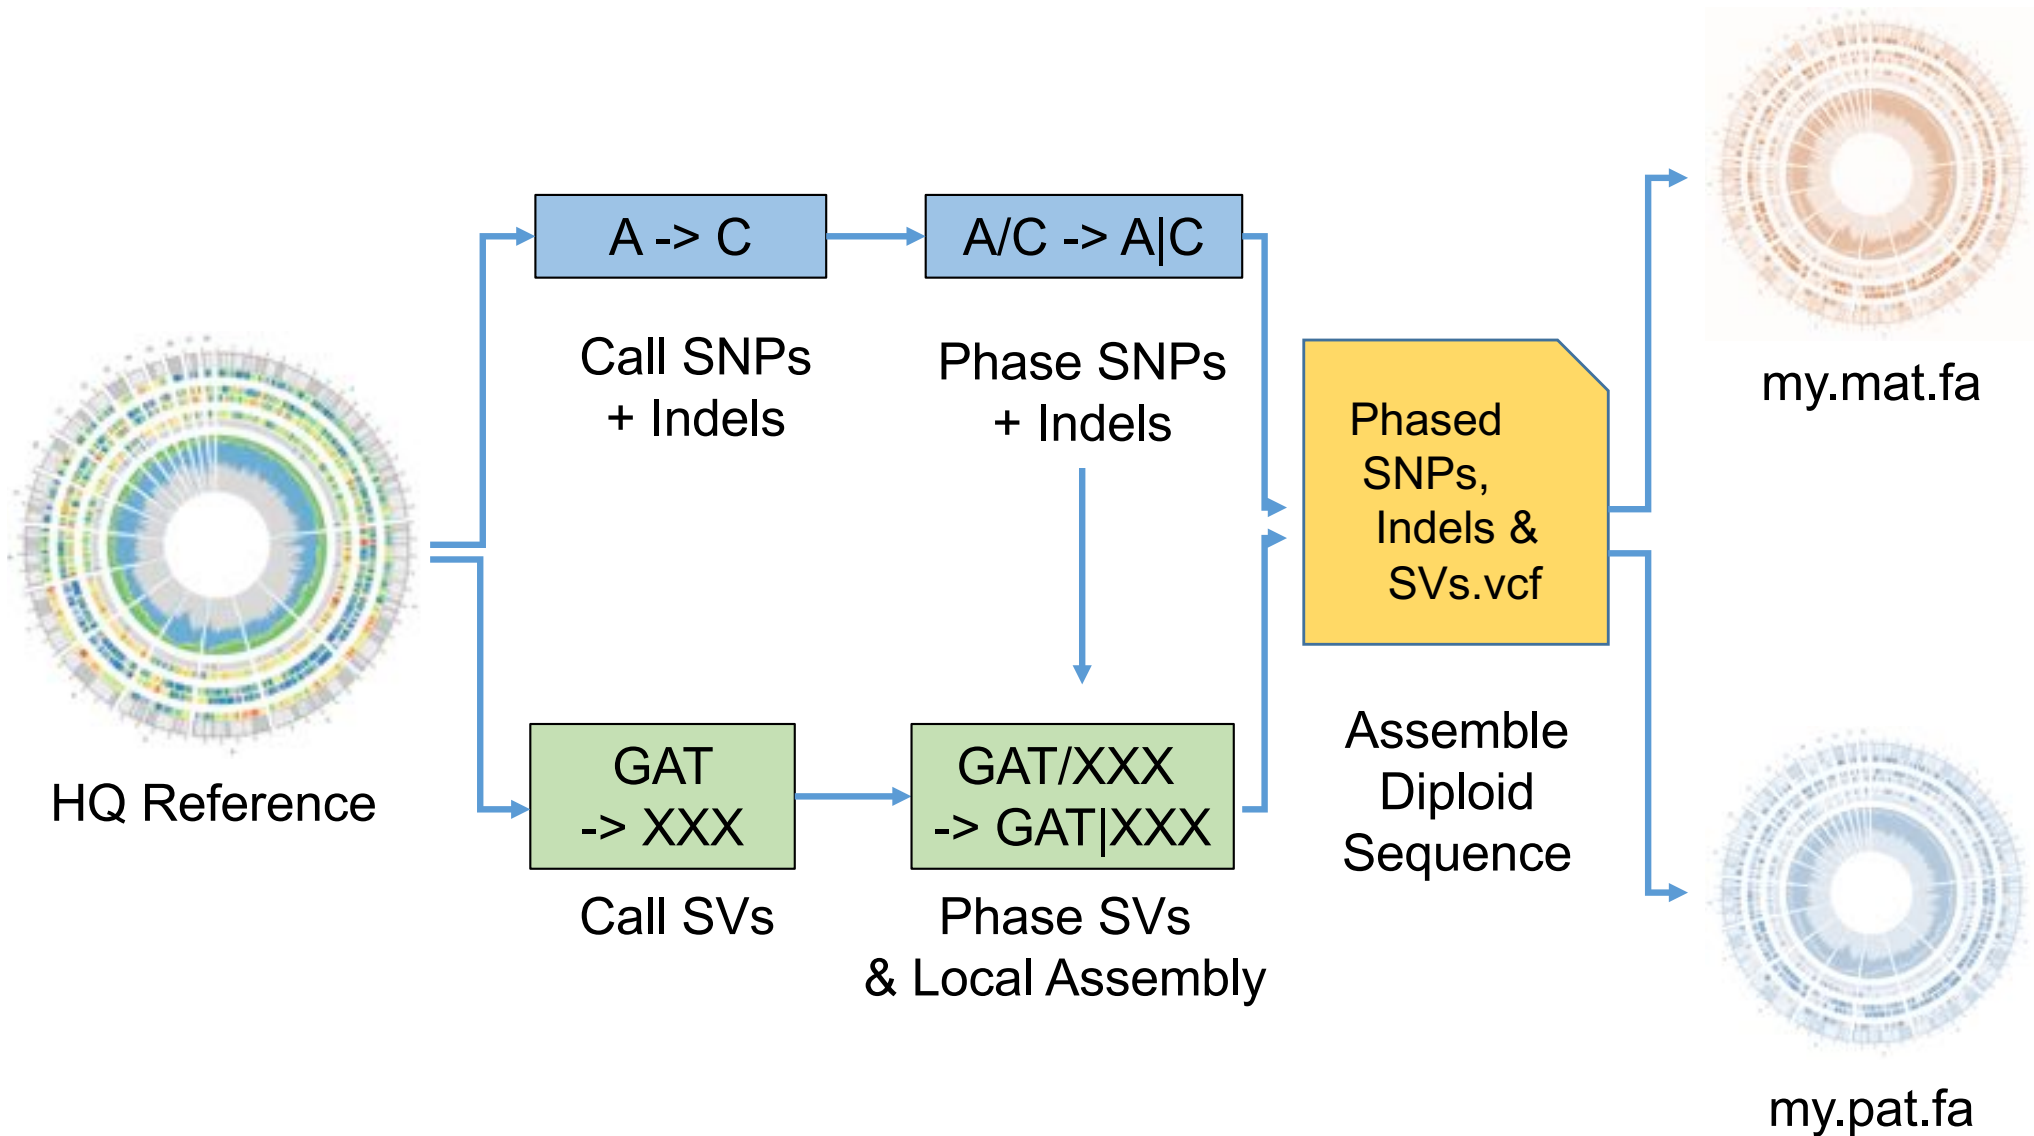 HQ Reference
A -> C
Call SNPs
+ Indels
A/C -> A|C
Phase SNPs
+ Indels
GAT
-> XXX
Call SVs
GAT/XXX
-> GAT|XXX
Phase SVs
& Local Assembly
Phased
SNPs,
Indels &
SVs.vcf
Assemble
Diploid
Sequence
my.mat.fa
my.pat.fa